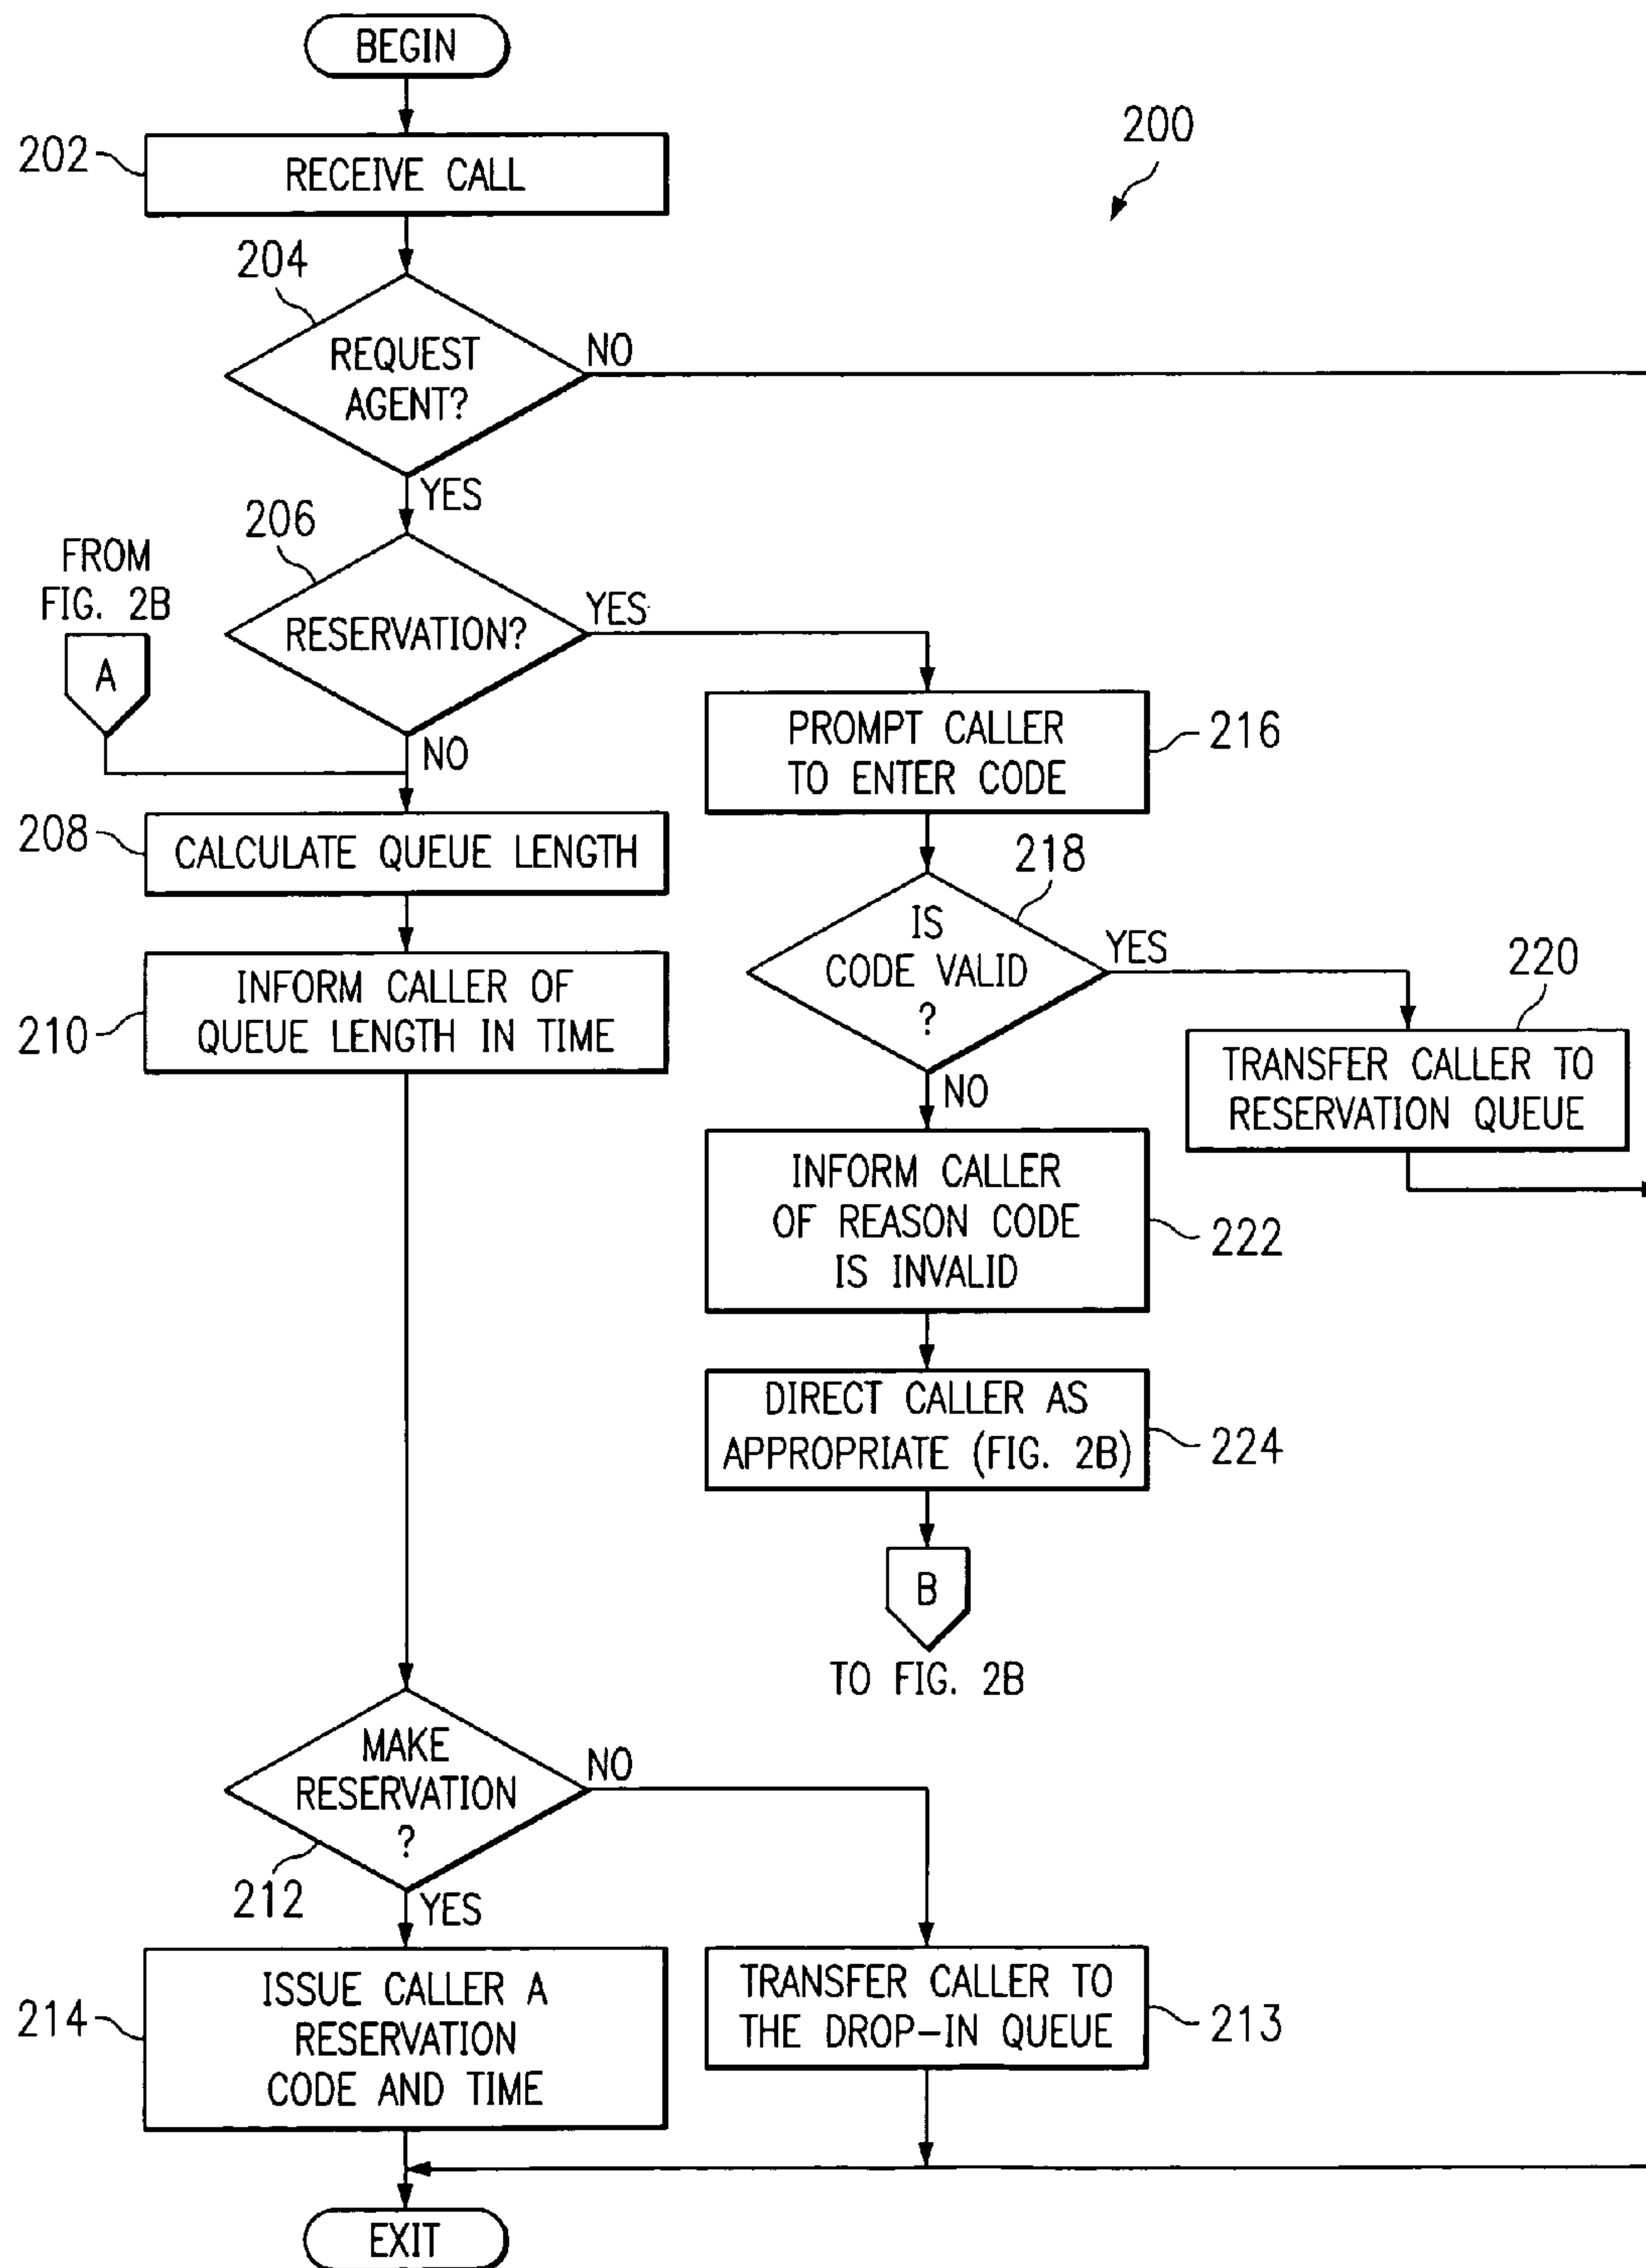 BEGIN
200
202
RECEIVE CALL
204
REQUEST
AGENT?
NO
YES
206
FROM
FIG. 2B
A
RESERVATION?
YES
NO
PROMPT CALLER
TO ENTER CODE
216
208
CALCULATE QUEUE LENGTH
218
IS
CODE VALID
?
YES
NO
220
TRANSFER CALLER TO
RESERVATION QUEUE
INFORM CALLER OF
QUEUE LENGTH IN TIME
210
INFORM CALLER
OF REASON CODE
IS INVALID
222
DIRECT CALLER AS
APPROPRIATE (FIG. 2B)
224
B
TO FIG. 2B
MAKE
RESERVATION
?
NO
212
YES
214
ISSUE CALLER A
RESERVATION
CODE AND TIME
TRANSFER CALLER TO
THE DROP-IN QUEUE
213
EXIT